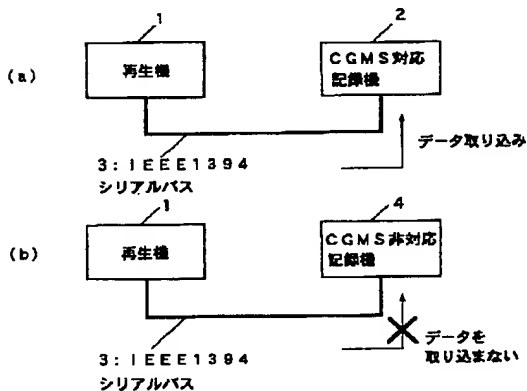 1
2
(a)
再生機
CGMS対応
記録機
データ取り込み
3:IEEE1394
シリアルバス
1
4
(b)
再生機
CGMS非対応
記録機
データを
取り込まない
3:IEEE1394
シリアルバス